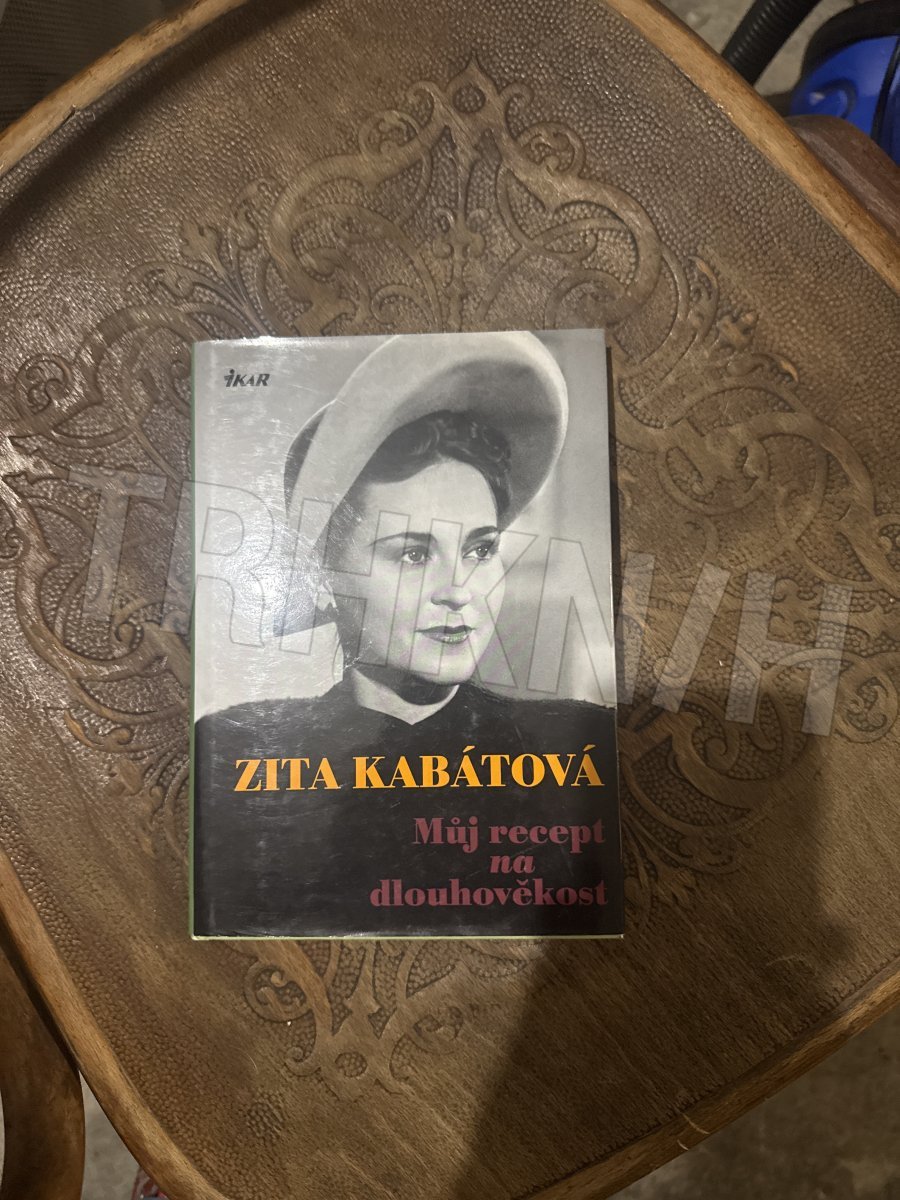 iKAR
TRHKNIH
ZITA KABÁTOVÁ
Můj recept
na
dlouhověkost